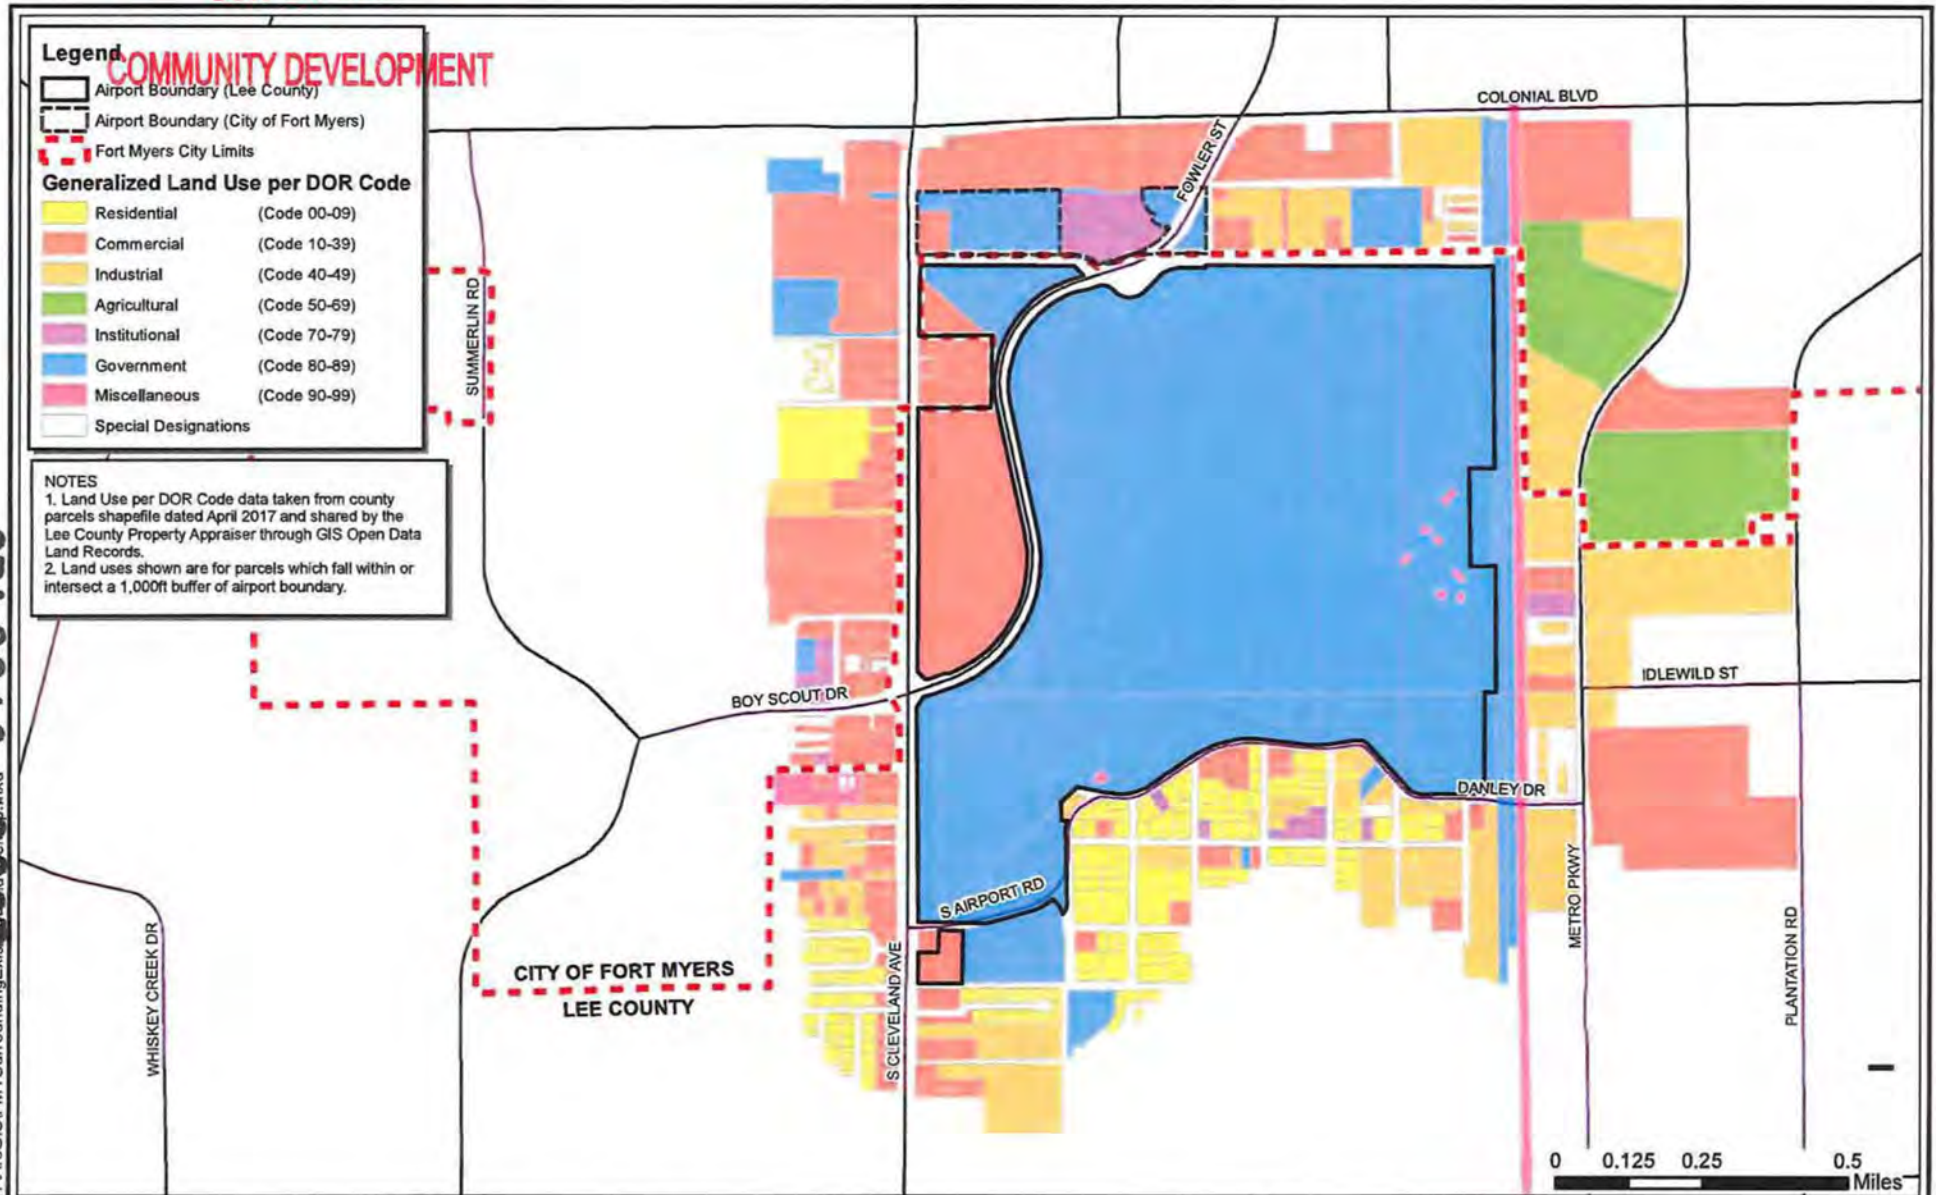 Legend
COMMUNITY DEVELOPMENT
Airport Boundary (Lee County)
Airport Boundary (City of Fort Myers)
Fort Myers City Limits
Generalized Land Use per DOR Code
Residential (Code 00-09)
Commercial (Code 10-39)
Industrial (Code 40-49)
Agricultural (Code 50-69)
Institutional (Code 70-79)
Government (Code 80-89)
Miscellaneous (Code 90-99)
Special Designations
NOTES
1. Land Use per DOR Code data taken from county
parcels shapefile dated April 2017 and shared by the
Lee County Property Appraiser through GIS Open Data
Land Records.
2. Land uses shown are for parcels which fall within or
intersect a 1,000ft buffer of airport boundary.
COLONIAL BLVD
FOWLER ST
SUMMERLIN RD
BOY SCOUT DR
IDLEWILD ST
DANLEY DR
S AIRPORT RD
METRO PKWY
PLANTATION RD
WHISKEY CREEK DR
S CLEVELAND AVE
CITY OF FORT MYERS
LEE COUNTY
0 0.125 0.25 0.5
Miles